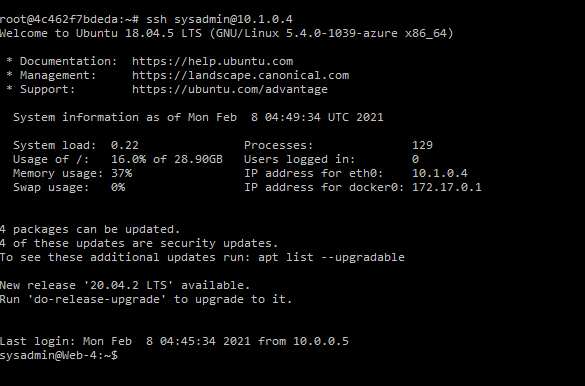 root@4c462f7bdeda:~# ssh sysadmin@10.1.0.4
Welcome to Ubuntu 18.04.5 LTS (GNU/Linux 5.4.0-1039-azure x86_64)
* Documentation: https://help.ubuntu.com
* Management: https://landscape.canonical.com
* Support: https://ubuntu.com/advantage
System information as of Mon Feb 8 04:49:34 UTC 2021
System load: 0.22 Processes: 129
Usage of /: 16.0% of 28.90GB Users logged in: 0
Memory usage: 37% IP address for eth0: 10.1.0.4
Swap usage: 0% IP address for docker0: 172.17.0.1
4 packages can be updated.
4 of these updates are security updates.
To see these additional updates run: apt list --upgradable
New release '20.04.2 LTS' available.
Run 'do-release-upgrade' to upgrade to it.
Last login: Mon Feb 8 04:45:34 2021 from 10.0.0.5
sysadmin@Web-4:~$